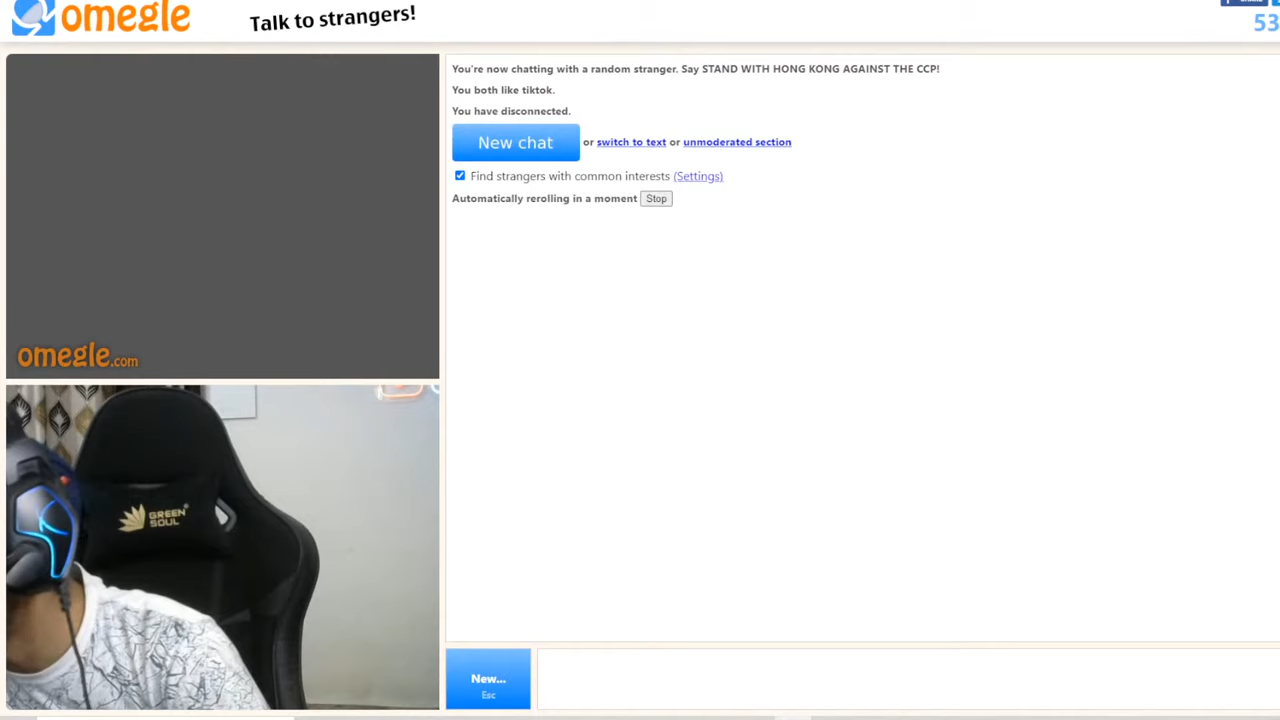 omegle
Talk to strangers!
53
You're now chatting with a random stranger. Say STAND WITH HONG KONG AGAINST THE CCP!
You both like tiktok.
You have disconnected.
New chat or switch to text or unmoderated section
Find strangers with common interests (Settings)
Automatically rerolling in a moment Stop
omegle.com
GREEN
SOUL
New...
Esc